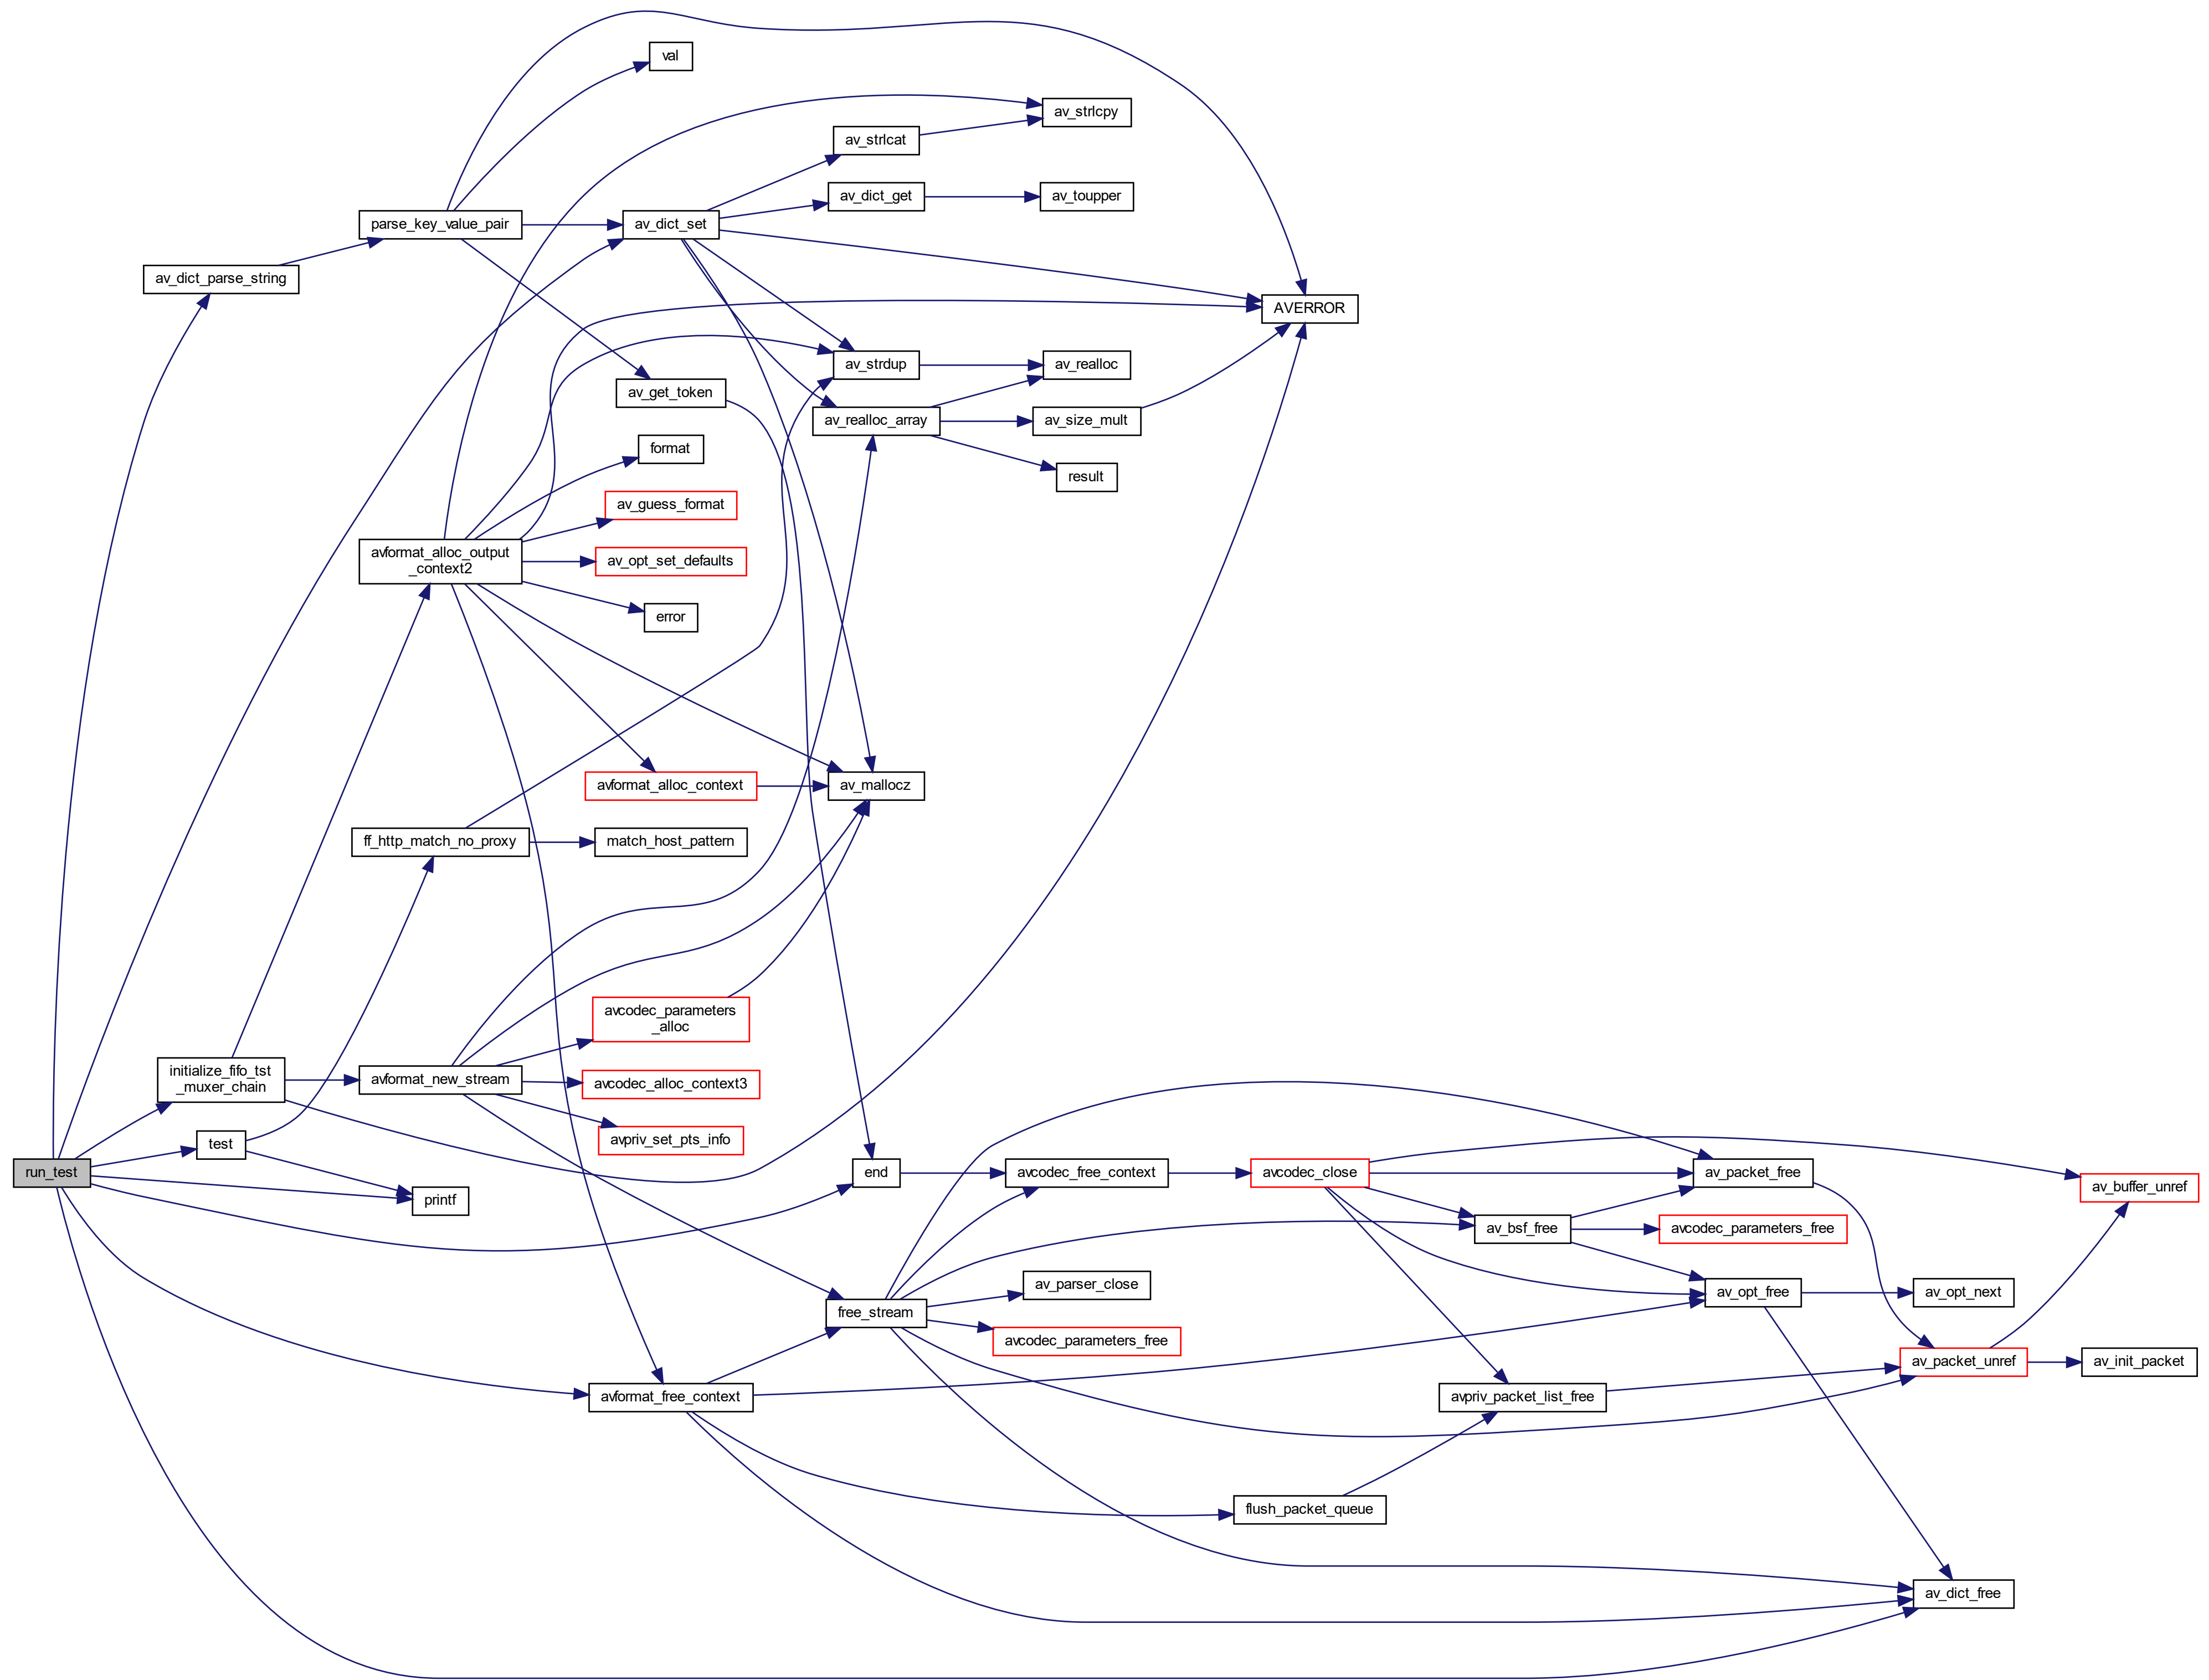 val
av_strlcpy
av_strlcat
av_dict_get
av_toupper
parse_key_value_pair
av_dict_set
av_dict_parse_string
AVERROR
av_strdup
av_realloc
av_get_token
av_realloc_array
av_size_mult
format
result
av_guess_format
avformat_alloc_output
_context2
av_opt_set_defaults
error
avformat_alloc_context
av_mallocz
ff_http_match_no_proxy
match_host_pattern
avcodec_parameters
_alloc
initialize_fifo_tst
_muxer_chain
avformat_new_stream
avcodec_alloc_context3
test
avpriv_set_pts_info
run_test
end
avcodec_free_context
avcodec_close
av_packet_free
av_buffer_unref
printf
av_bsf_free
avcodec_parameters_free
av_parser_close
av_opt_free
av_opt_next
free_stream
avcodec_parameters_free
av_packet_unref
av_init_packet
avformat_free_context
avpriv_packet_list_free
flush_packet_queue
av_dict_free